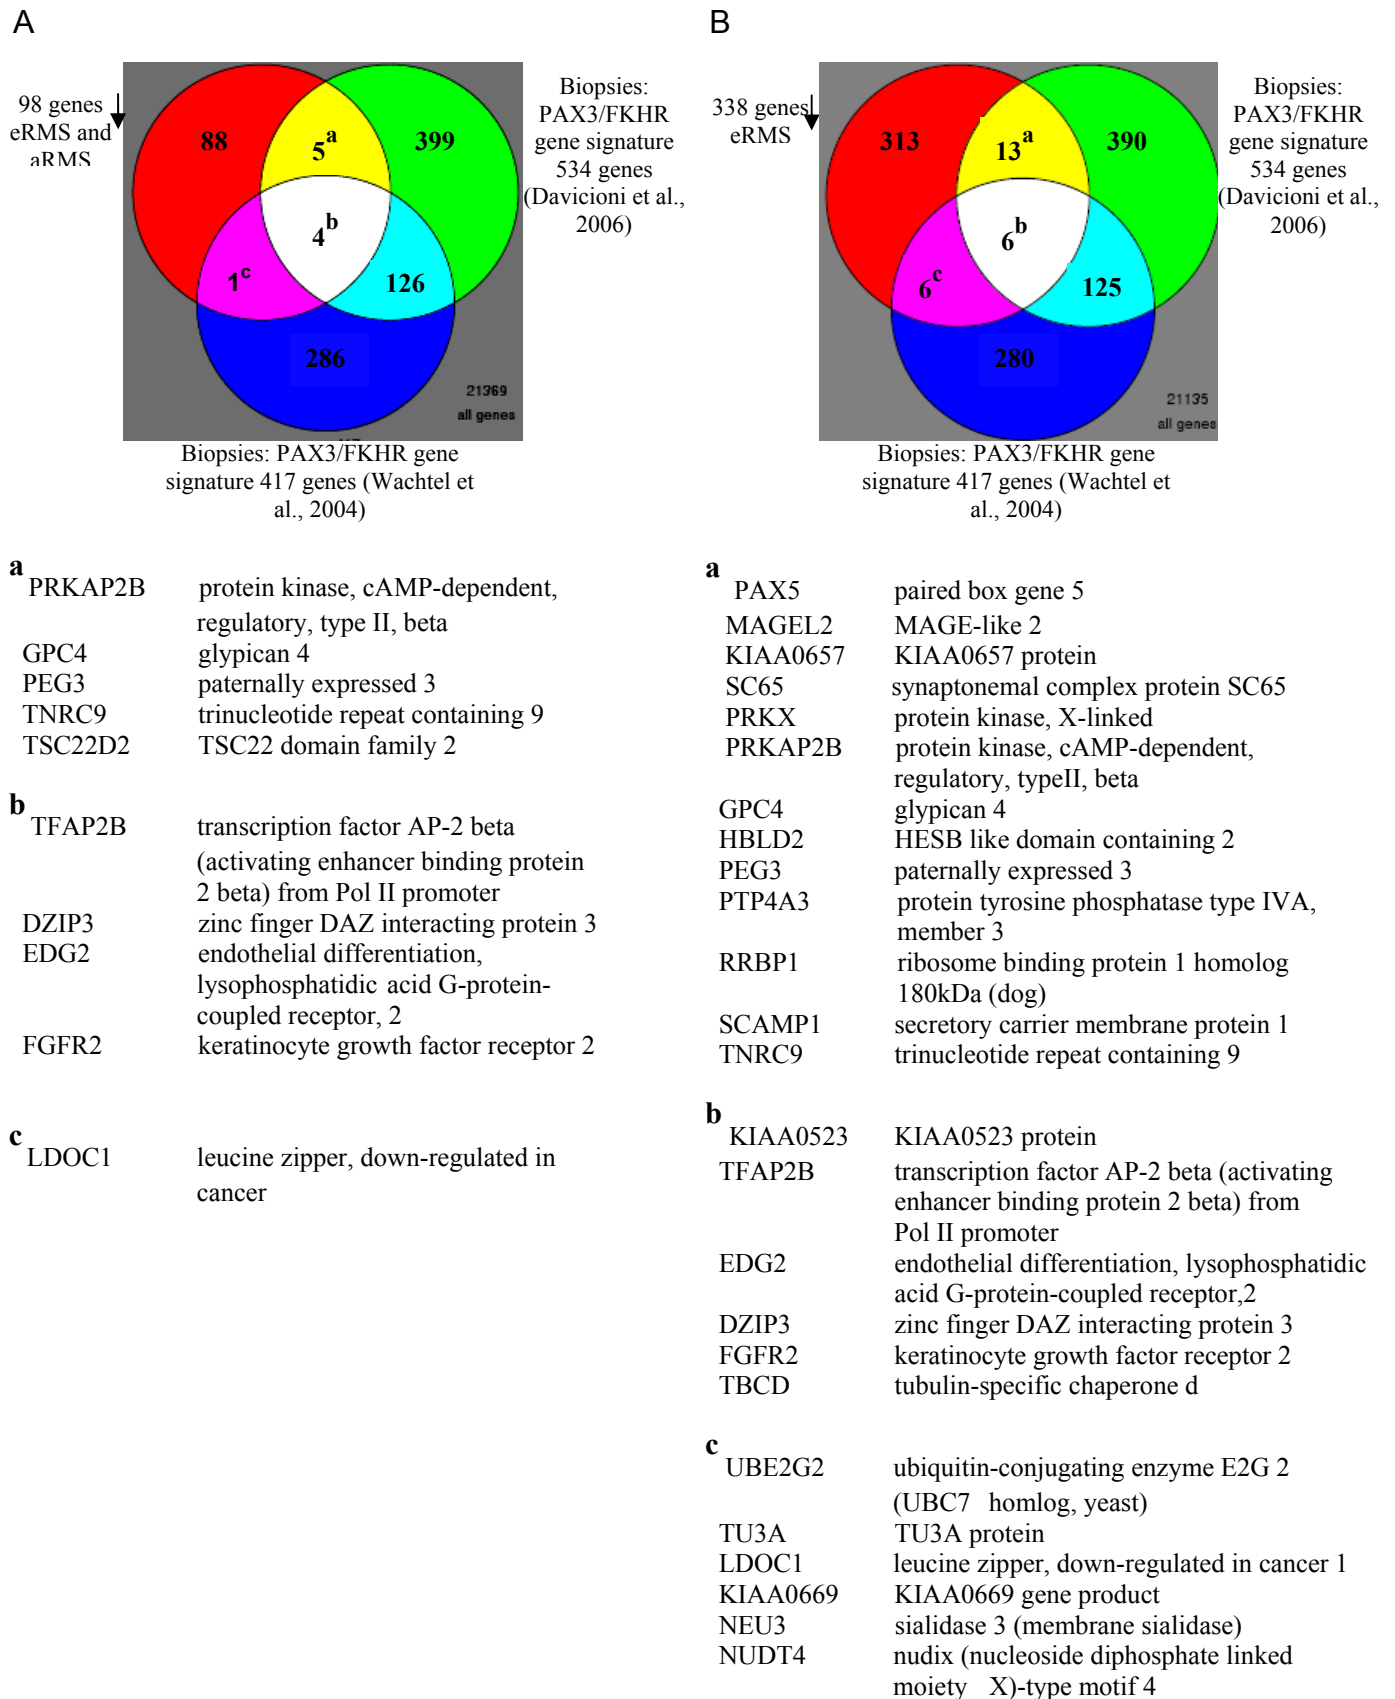 A
98 genes
eRMS and
aRMS
88
5a
399
4b
1c
126
286
21369
all genes
Biopsies:
PAX3/FKHR
gene signature
534 genes
(Davicioni et al.,
2006)
Biopsies: PAX3/FKHR gene
signature 417 genes (Wachtel et
al., 2004)
a
PRKAP2B protein kinase, cAMP-dependent,
regulatory, type II, beta
GPC4 glypican 4
PEG3 paternally expressed 3
TNRC9 trinucleotide repeat containing 9
TSC22D2 TSC22 domain family 2
b
TFAP2B transcription factor AP-2 beta
(activating enhancer binding protein
2 beta) from Pol II promoter
DZIP3 zinc finger DAZ interacting protein 3
EDG2 endothelial differentiation,
lysophosphatidic acid G-protein-
coupled receptor, 2
FGFR2 keratinocyte growth factor receptor 2
c
LDOC1 leucine zipper, down-regulated in
cancer
B
338 genes
eRMS
313
13a
390
6b
6c
125
280
21135
all genes
Biopsies:
PAX3/FKHR
gene signature
534 genes
(Davicioni et al.,
2006)
Biopsies: PAX3/FKHR gene
signature 417 genes (Wachtel et
al., 2004)
a
PAX5 paired box gene 5
MAGEL2 MAGE-like 2
KIAA0657 KIAA0657 protein
SC65 synaptonemal complex protein SC65
PRKX protein kinase, X-linked
PRKAP2B protein kinase, cAMP-dependent,
regulatory, typeII, beta
GPC4 glypican 4
HBLD2 HESB like domain containing 2
PEG3 paternally expressed 3
PTP4A3 protein tyrosine phosphatase type IVA,
member 3
RRBP1 ribosome binding protein 1 homolog
180kDa (dog)
SCAMP1 secretory carrier membrane protein 1
TNRC9 trinucleotide repeat containing 9
b
KIAA0523 KIAA0523 protein
TFAP2B transcription factor AP-2 beta (activating
enhancer binding protein 2 beta) from
Pol II promoter
EDG2 endothelial differentiation, lysophosphatidic
acid G-protein-coupled receptor,2
DZIP3 zinc finger DAZ interacting protein 3
FGFR2 keratinocyte growth factor receptor 2
TBCD tubulin-specific chaperone d
c
UBE2G2 ubiquitin-conjugating enzyme E2G 2
(UBC7 homlog, yeast)
TU3A TU3A protein
LDOC1 leucine zipper, down-regulated in cancer 1
KIAA0669 KIAA0669 gene product
NEU3 sialidase 3 (membrane sialidase)
NUDT4 nudix (nucleoside diphosphate linked
moiety X)-type motif 4